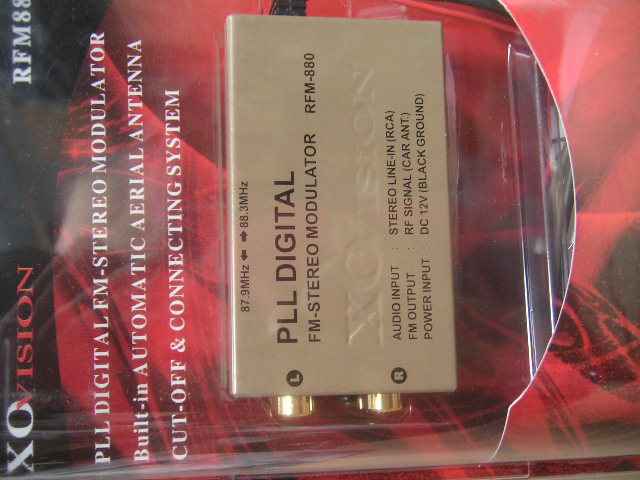 XOVISION
RFM88
PLL DIGITAL FM-STEREO MODULATOR
Built-in AUTOMATIC AERIAL ANTENNA
CUT-OFF & CONNECTING SYSTEM
87.9MHz ⬅ ➡ 88.3MHz
PLL DIGITAL
FM-STEREO MODULATOR RFM-880
XOVISION
AUDIO INPUT : STEREO LINE-IN (RCA)
FM OUTPUT : RF SIGNAL (CAR ANT.)
POWER INPUT : DC 12V (BLACK GROUND)
L
R